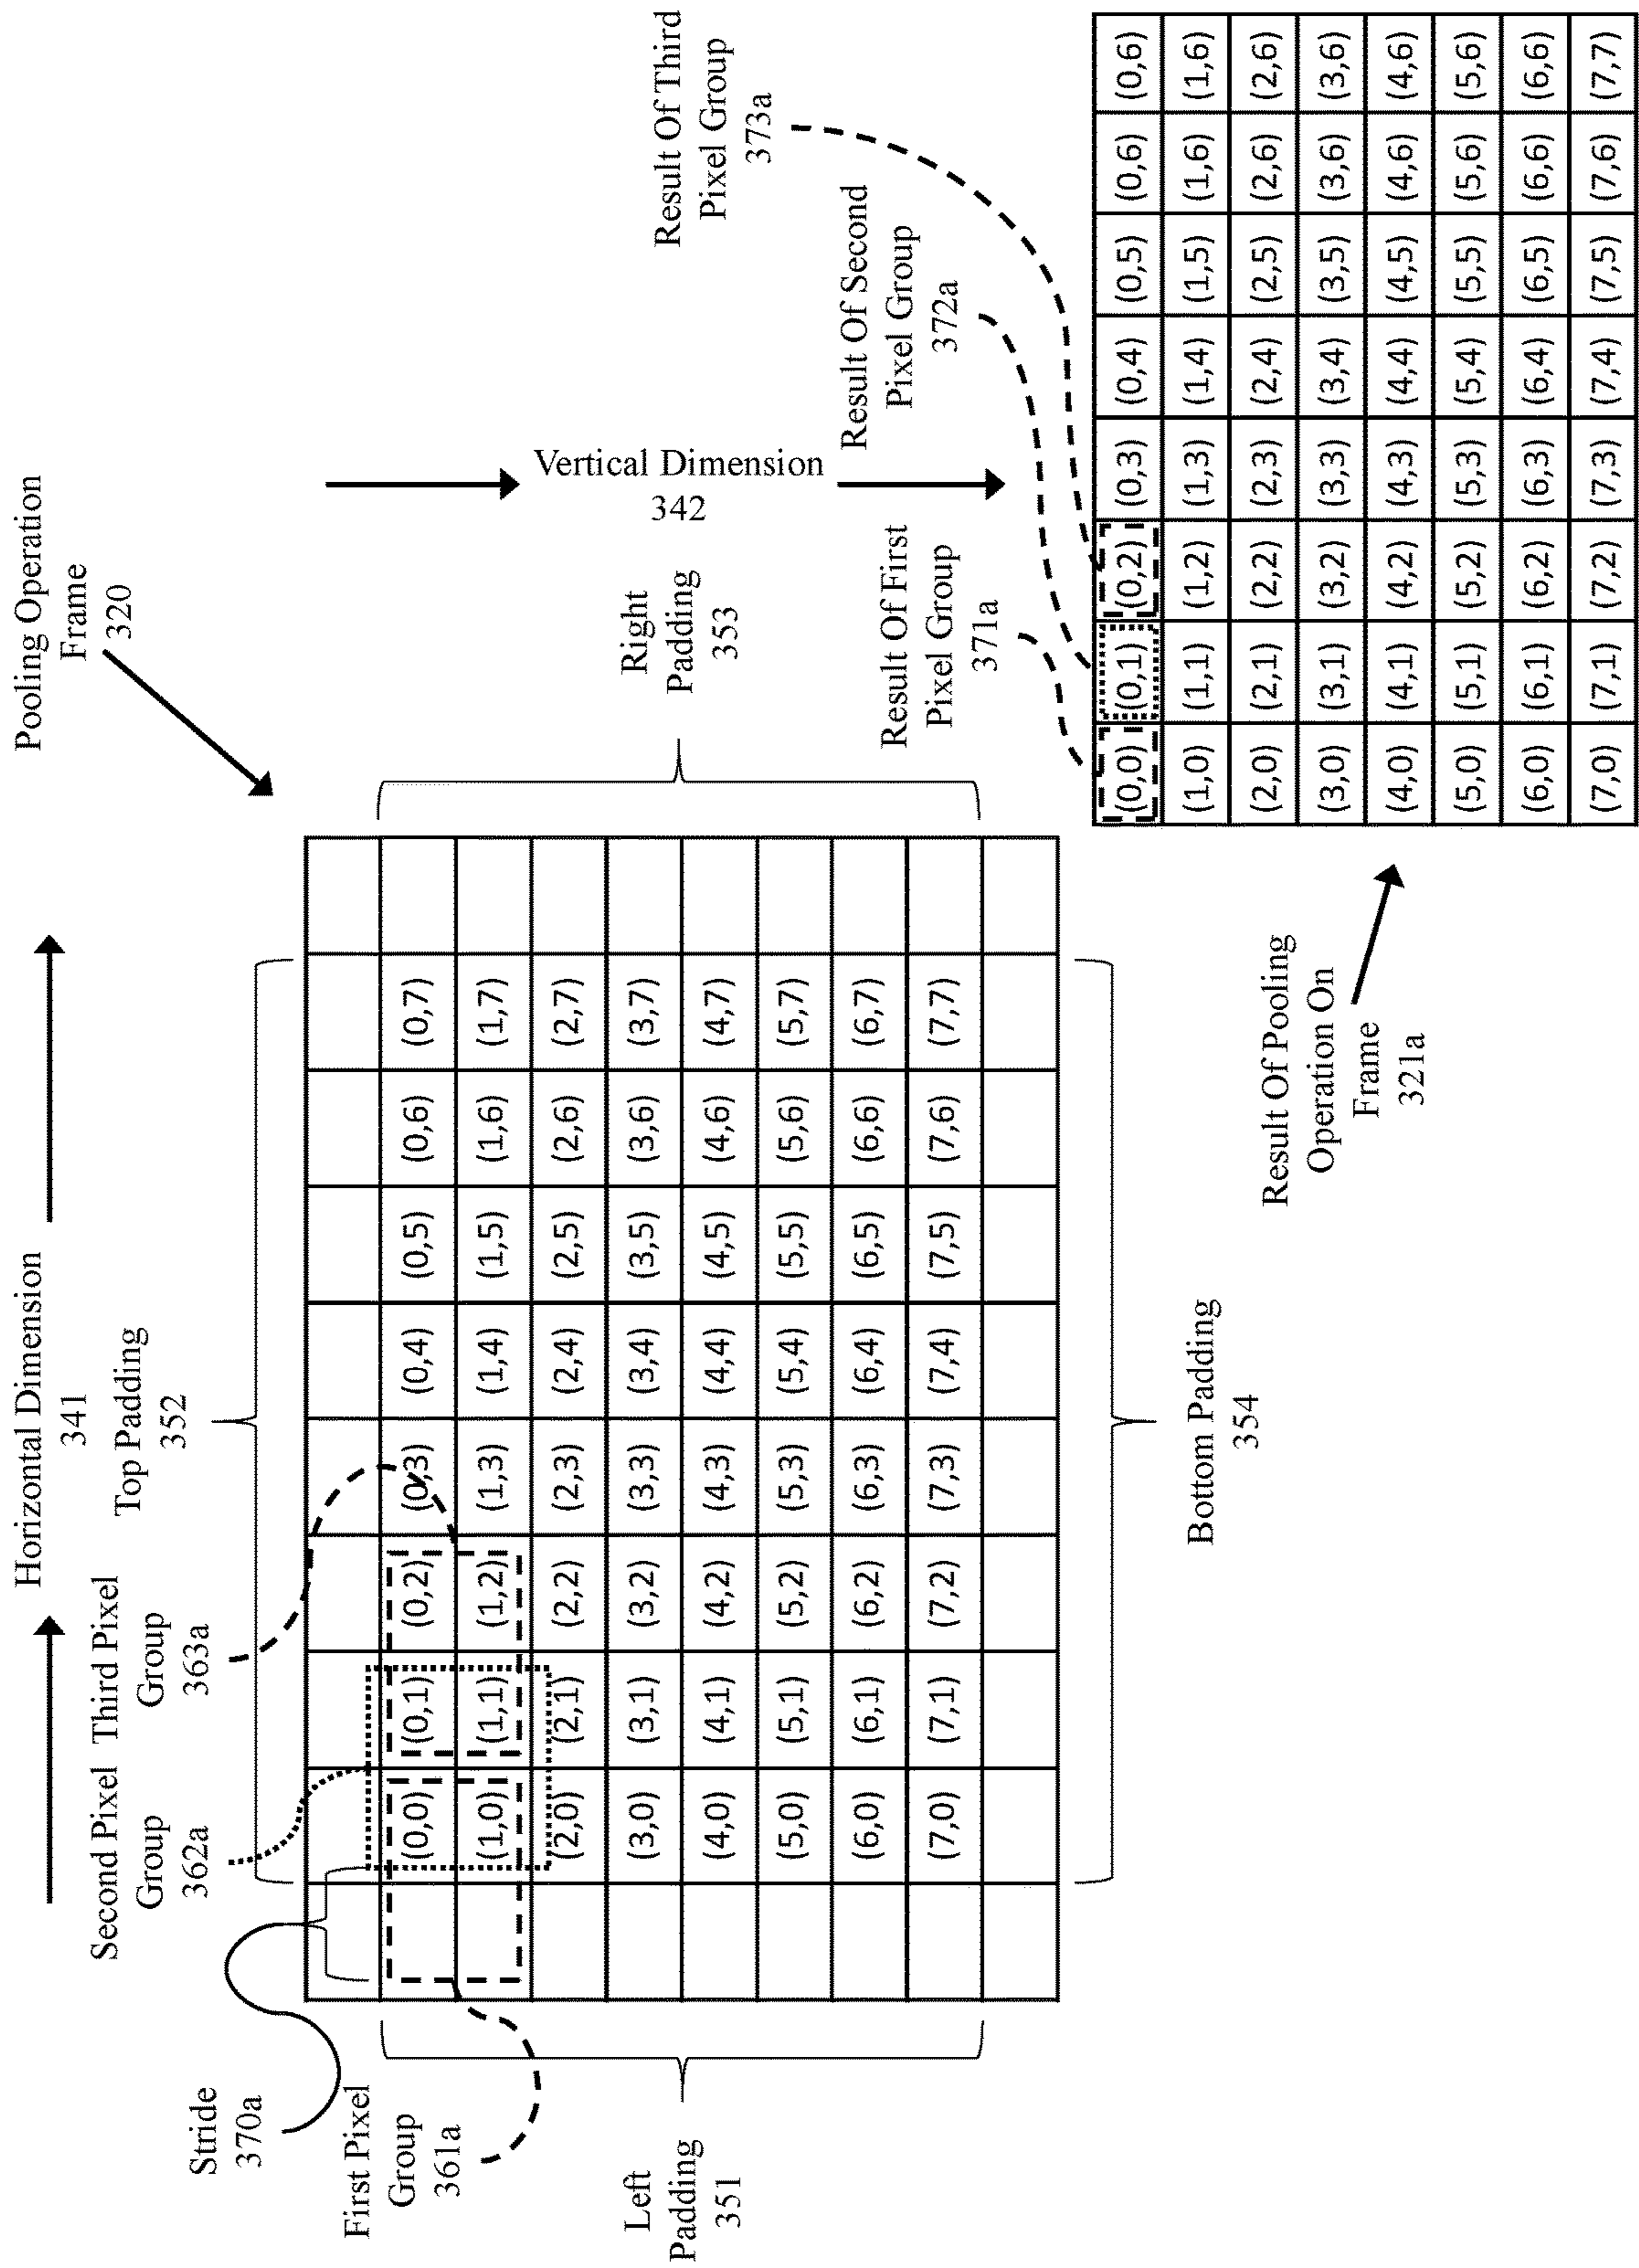 Horizontal Dimension
341
Pooling Operation
Frame
320
Second Pixel
Group
362a
Third Pixel
Group
363a
Top Padding
352
Stride
370a
First Pixel
Group
361a
Left
Padding
351
(0,0) (0,1) (0,2) (0,3) (0,4) (0,5) (0,6) (0,7)
(1,0) (1,1) (1,2) (1,3) (1,4) (1,5) (1,6) (1,7)
(2,0) (2,1) (2,2) (2,3) (2,4) (2,5) (2,6) (2,7)
(3,0) (3,1) (3,2) (3,3) (3,4) (3,5) (3,6) (3,7)
(4,0) (4,1) (4,2) (4,3) (4,4) (4,5) (4,6) (4,7)
(5,0) (5,1) (5,2) (5,3) (5,4) (5,5) (5,6) (5,7)
(6,0) (6,1) (6,2) (6,3) (6,4) (6,5) (6,6) (6,7)
(7,0) (7,1) (7,2) (7,3) (7,4) (7,5) (7,6) (7,7)
Right
Padding
353
Vertical Dimension
342
Bottom Padding
354
Result Of First
Pixel Group
371a
Result Of Second
Pixel Group
372a
Result Of Third
Pixel Group
373a
Result Of Pooling
Operation On
Frame
321a
(0,0) (0,1) (0,2) (0,3) (0,4) (0,5) (0,6) (0,6)
(1,0) (1,1) (1,2) (1,3) (1,4) (1,5) (1,6) (1,6)
(2,0) (2,1) (2,2) (2,3) (2,4) (2,5) (2,6) (2,6)
(3,0) (3,1) (3,2) (3,3) (3,4) (3,5) (3,6) (3,6)
(4,0) (4,1) (4,2) (4,3) (4,4) (4,5) (4,6) (4,6)
(5,0) (5,1) (5,2) (5,3) (5,4) (5,5) (5,6) (5,6)
(6,0) (6,1) (6,2) (6,3) (6,4) (6,5) (6,6) (6,6)
(7,0) (7,1) (7,2) (7,3) (7,4) (7,5) (7,6) (7,7)